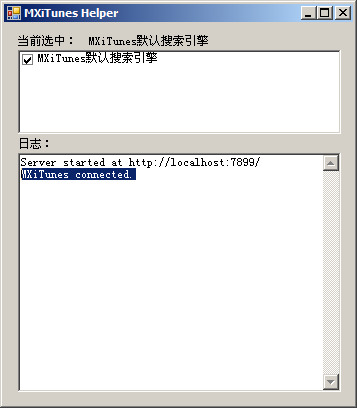 MXiTunes Helper
当前选中： MXiTunes默认搜索引擎
MXiTunes默认搜索引擎
日志：
Server started at http://localhost:7899/
MXiTunes connected.